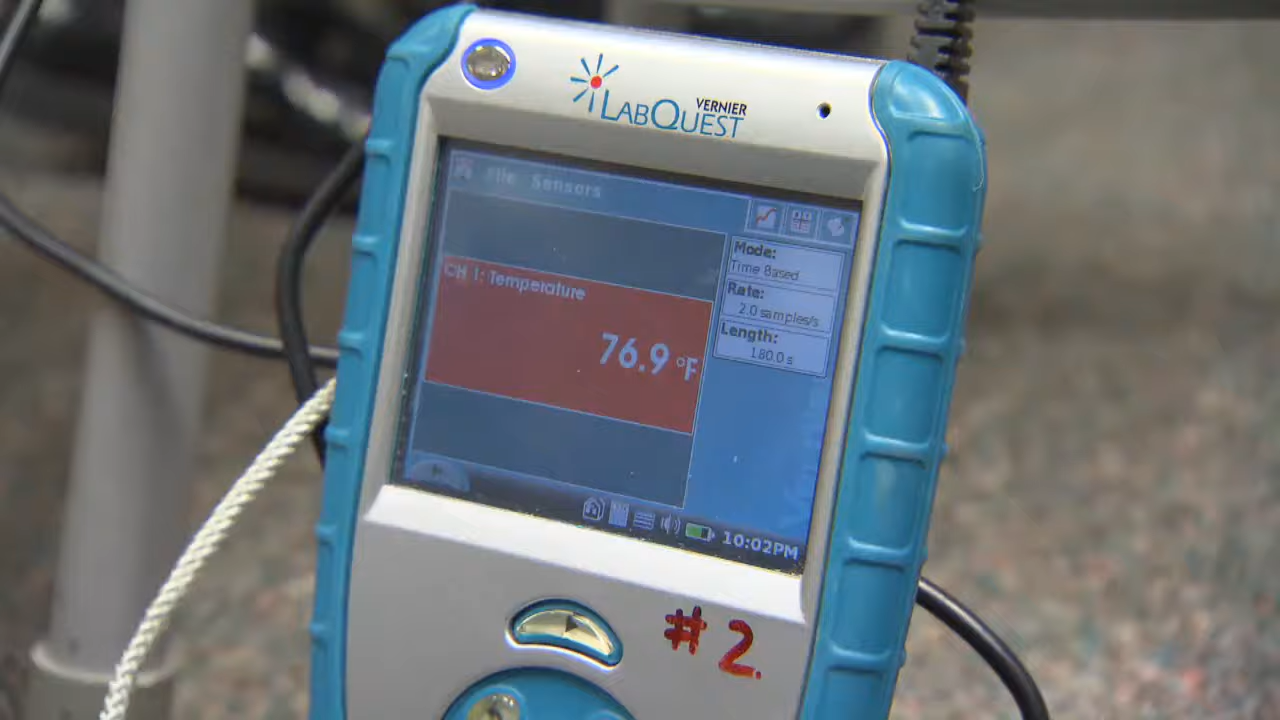 VERNIER
LABQUEST
File Sensors
CH 1: Temperature
76.9 °F
Mode:
Time Based
Rate:
2.0 samples/s
Length:
180.0 s
10:02PM
#2.